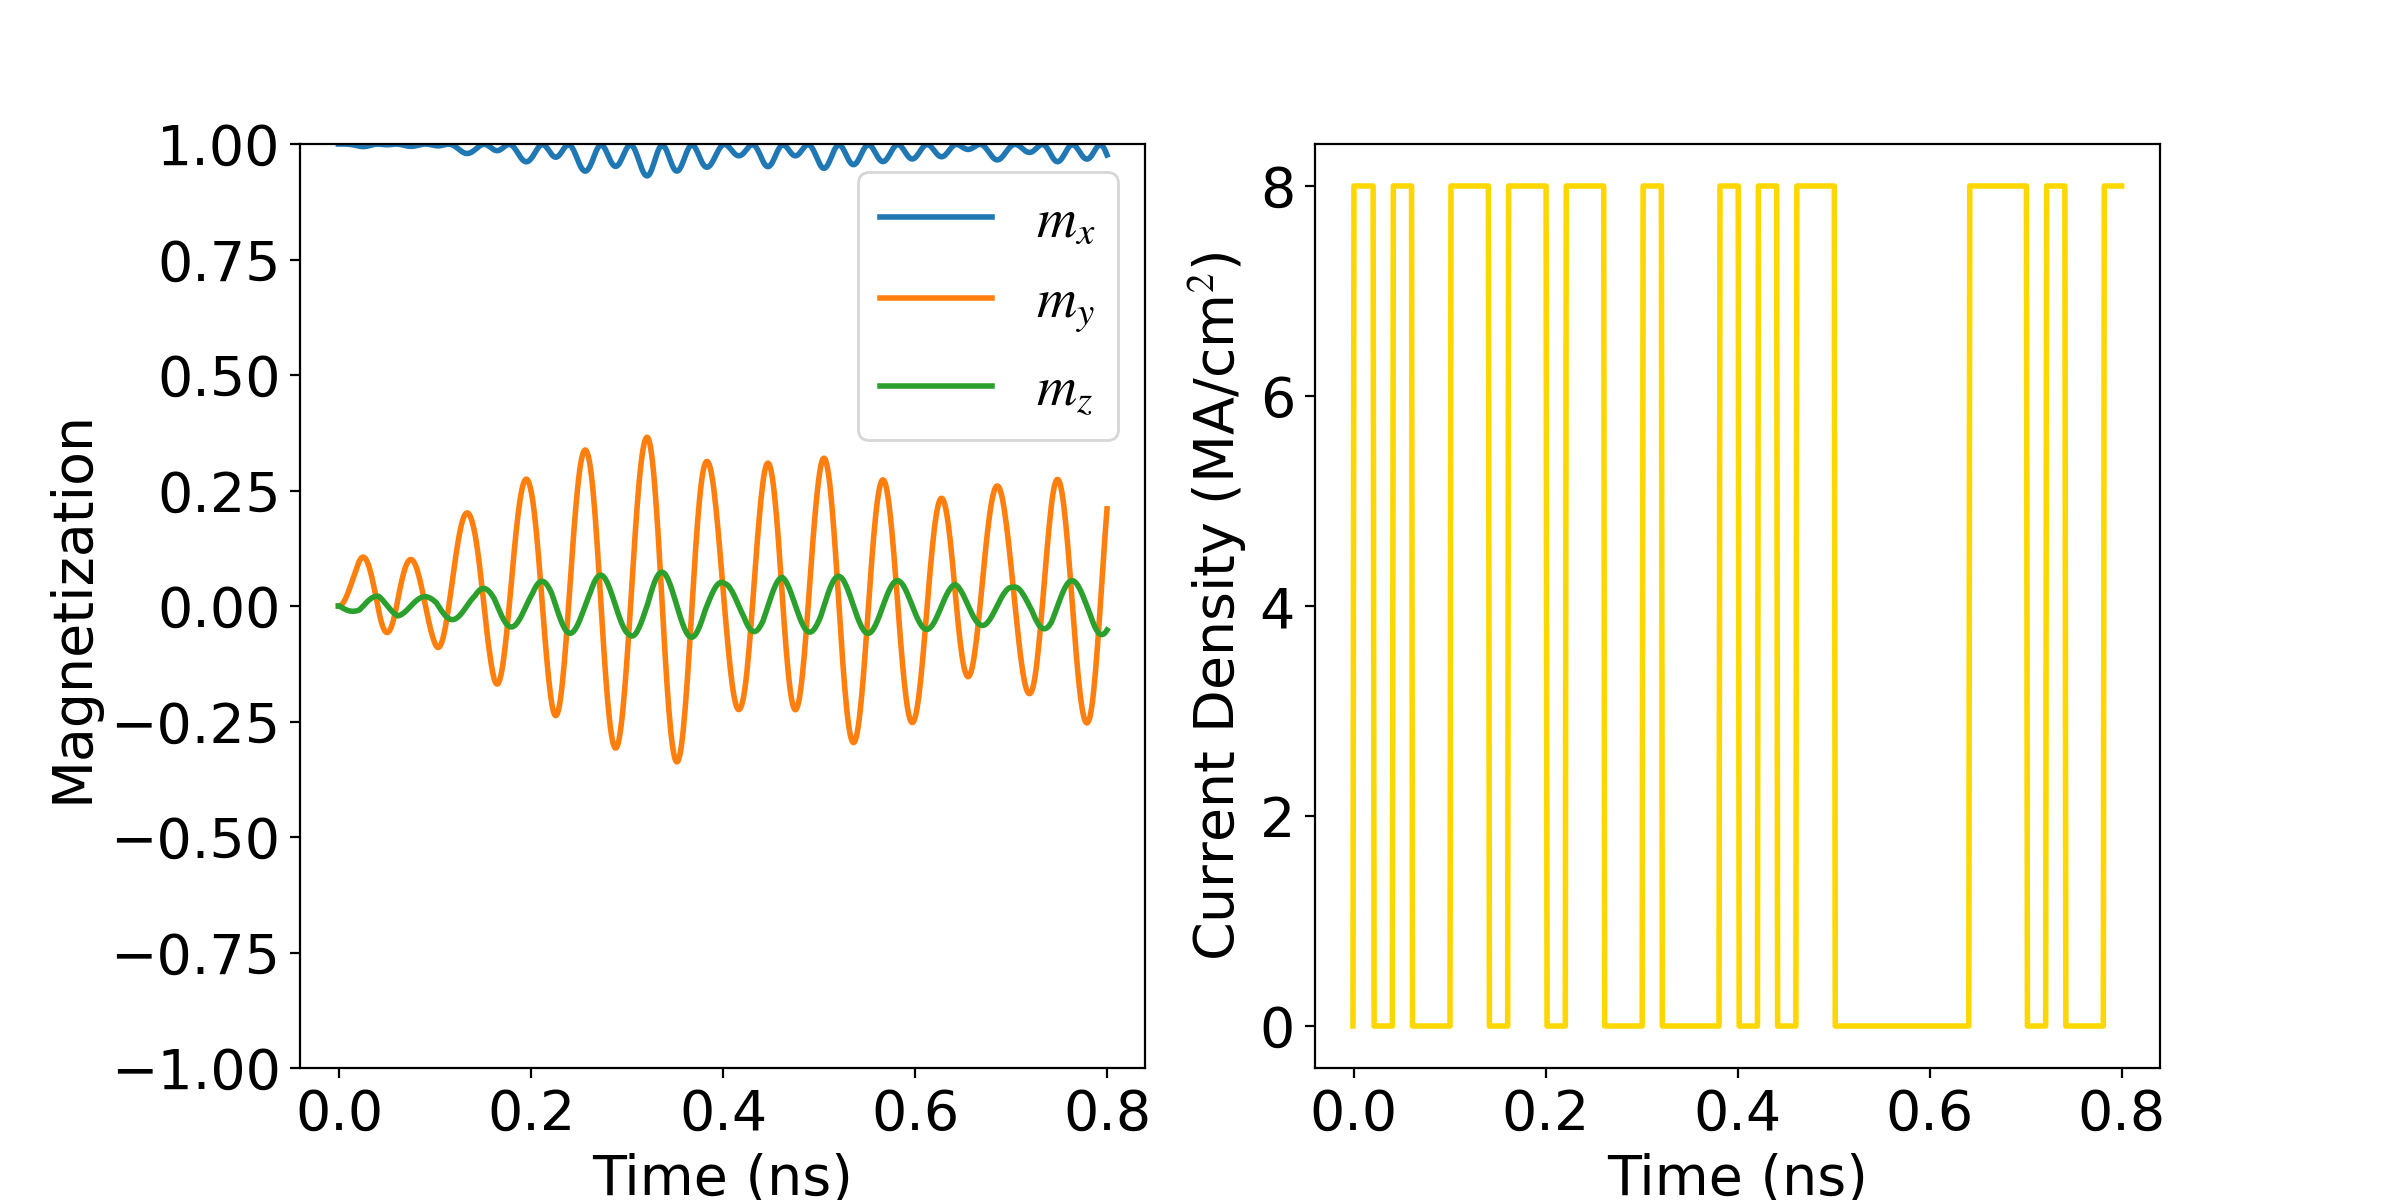 1.00
0.75
0.50
0.25
0.00
−0.25
−0.50
−0.75
−1.00
Magnetization
0.0 0.2 0.4 0.6 0.8
Time (ns)
m_x
m_y
m_z
8
6
4
2
0
Current Density (MA/cm²)
0.0 0.2 0.4 0.6 0.8
Time (ns)